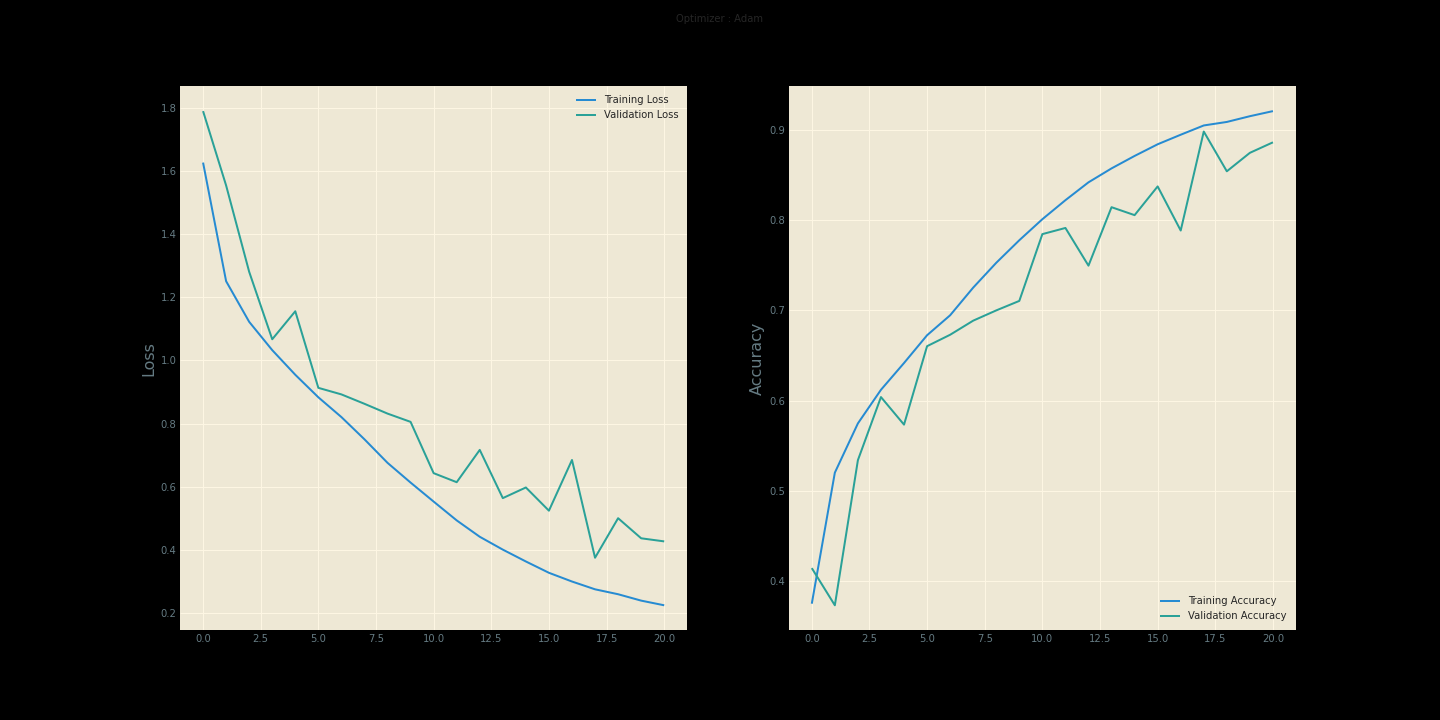 Optimizer : Adam
Loss
1.8
1.6
1.4
1.2
1.0
0.8
0.6
0.4
0.2
0.0 2.5 5.0 7.5 10.0 12.5 15.0 17.5 20.0
Training Loss
Validation Loss
Accuracy
0.9
0.8
0.7
0.6
0.5
0.4
0.0 2.5 5.0 7.5 10.0 12.5 15.0 17.5 20.0
Training Accuracy
Validation Accuracy